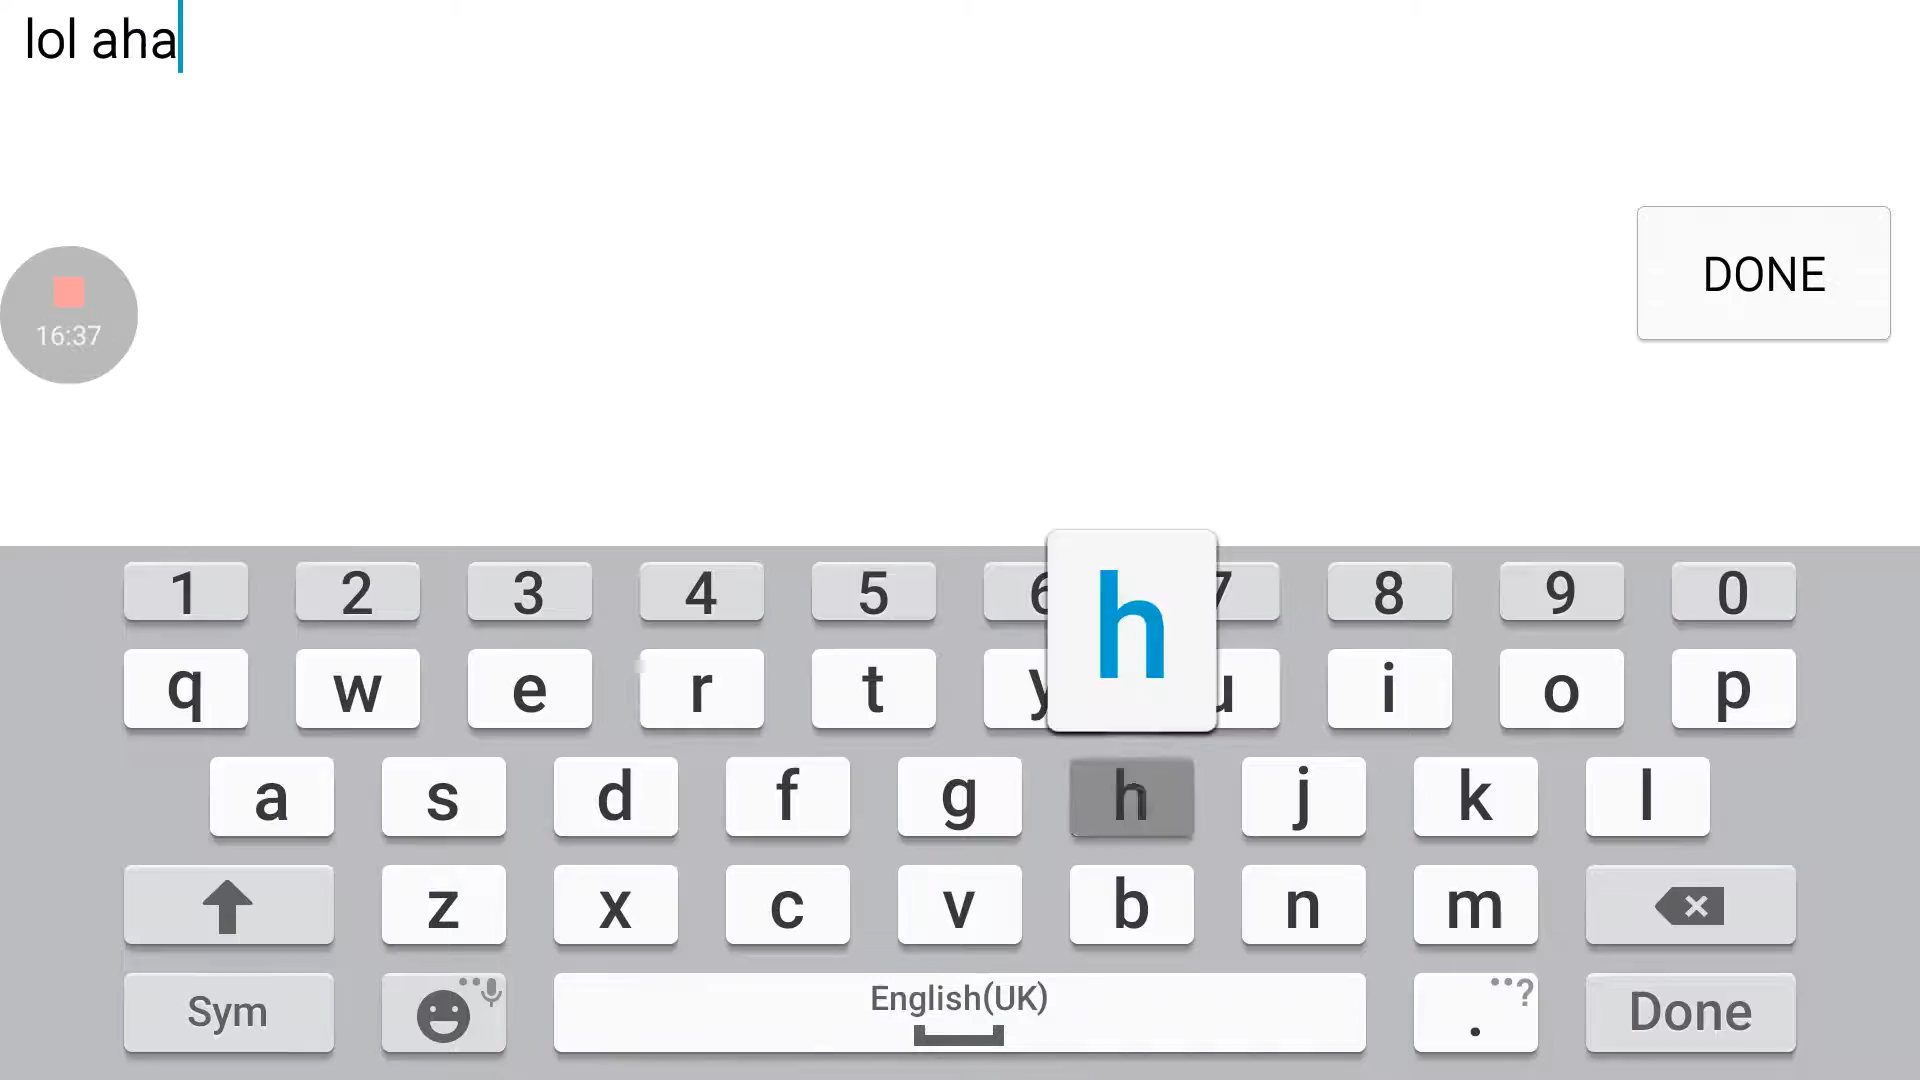 lol aha
DONE
16:37
h
1 2 3 4 5 6 7 8 9 0
q w e r t y u i o p
a s d f g h j k l
z x c v b n m
Sym English(UK) . ? Done